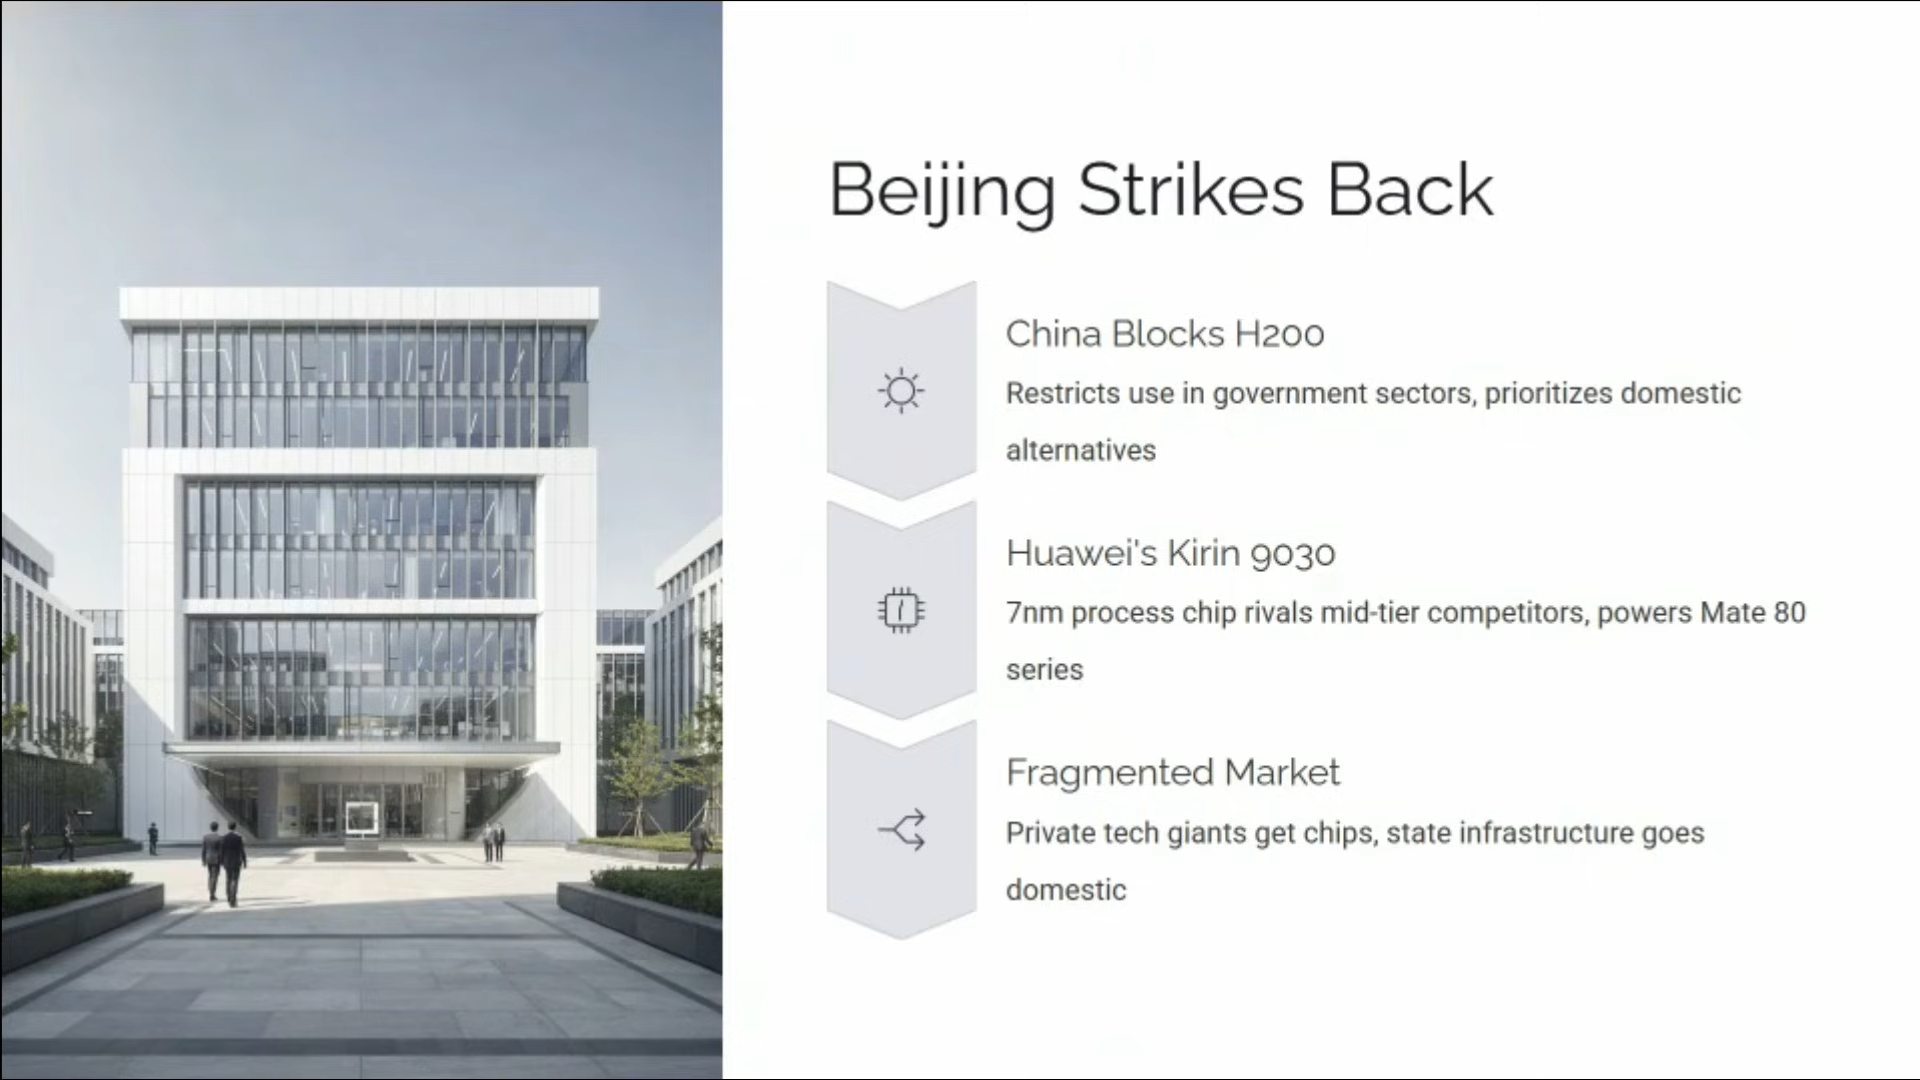 Beijing Strikes Back
China Blocks H200
Restricts use in government sectors, prioritizes domestic
alternatives
Huawei's Kirin 9030
7nm process chip rivals mid-tier competitors, powers Mate 80
series
Fragmented Market
Private tech giants get chips, state infrastructure goes
domestic